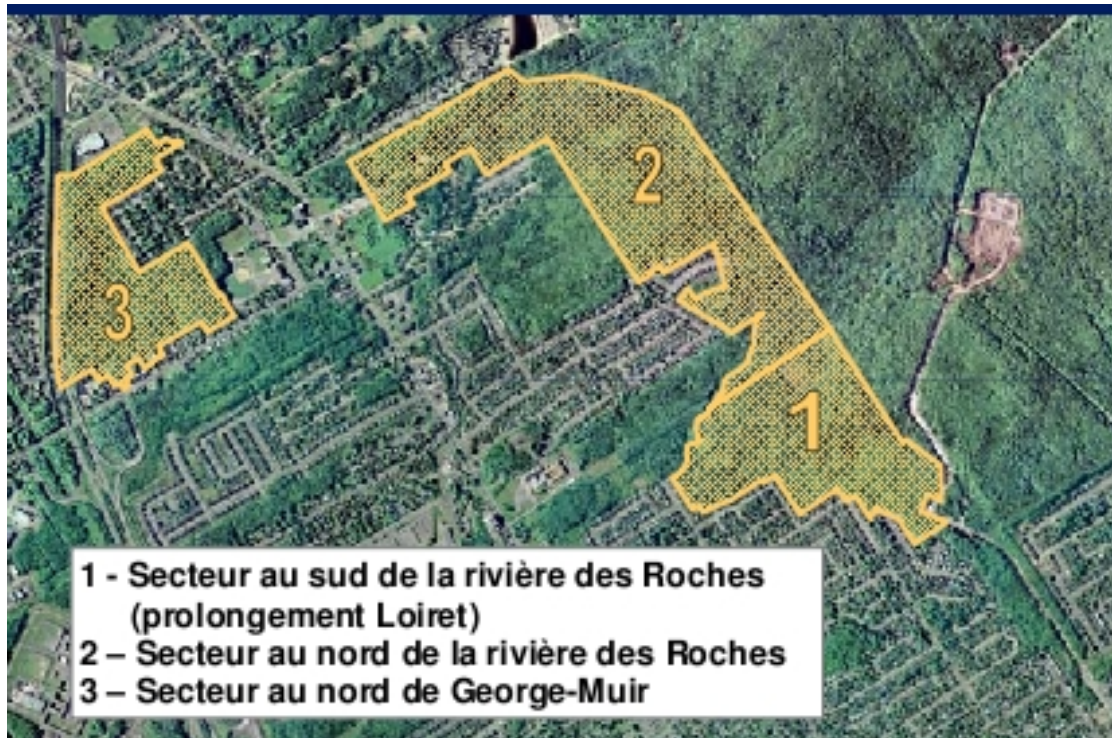 3
2
1
1 - Secteur au sud de la rivière des Roches
(prolongement Loiret)
2 – Secteur au nord de la rivière des Roches
3 – Secteur au nord de George-Muir